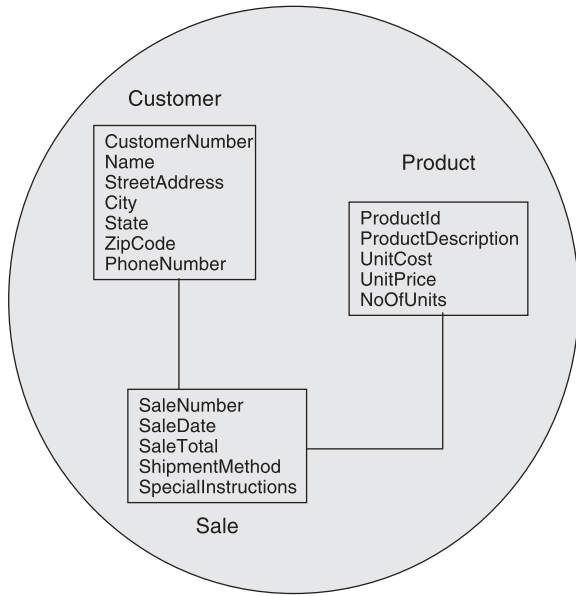 Customer
CustomerNumber
Name
StreetAddress
City
State
ZipCode
PhoneNumber
Product
ProductId
ProductDescription
UnitCost
UnitPrice
NoOfUnits
SaleNumber
SaleDate
SaleTotal
ShipmentMethod
SpecialInstructions
Sale